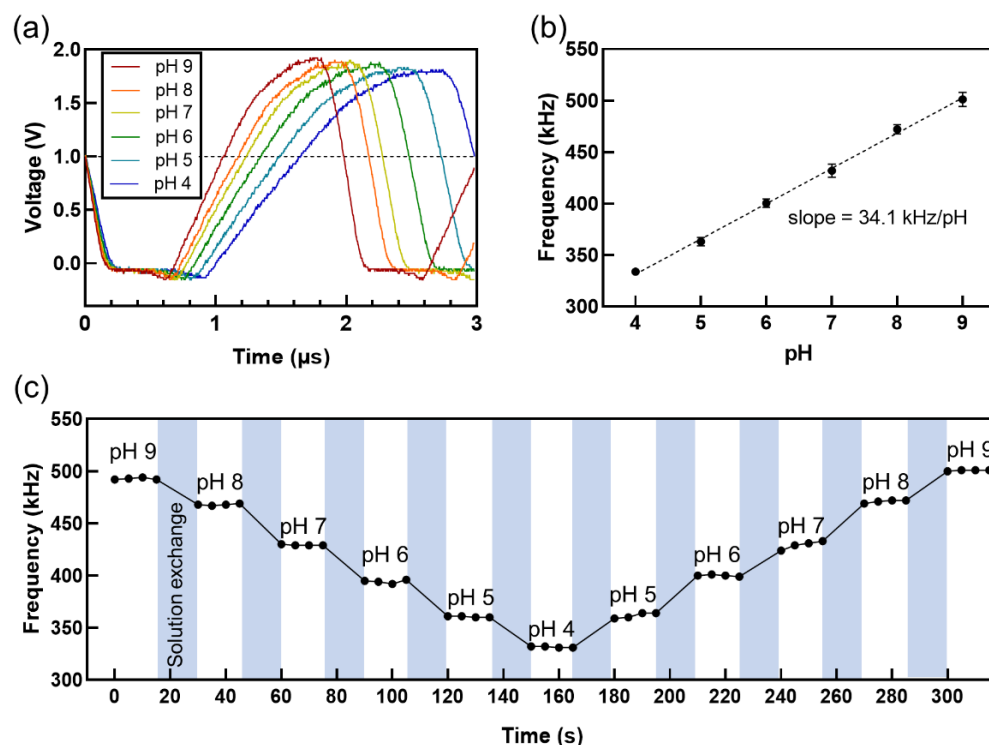 (a)
2.0
1.5
1.0
0.5
0.0
Voltage (V)
pH 9
pH 8
pH 7
pH 6
pH 5
pH 4
0 1 2 3
Time (µs)
(b)
550
500
450
400
350
300
Frequency (kHz)
slope = 34.1 kHz/pH
4 5 6 7 8 9
pH
(c)
550
500
450
400
350
300
Frequency (kHz)
pH 9
Solution exchange
pH 8
pH 7
pH 6
pH 5
pH 4
pH 5
pH 6
pH 7
pH 8
pH 9
0 20 40 60 80 100 120 140 160 180 200 220 240 260 280 300
Time (s)